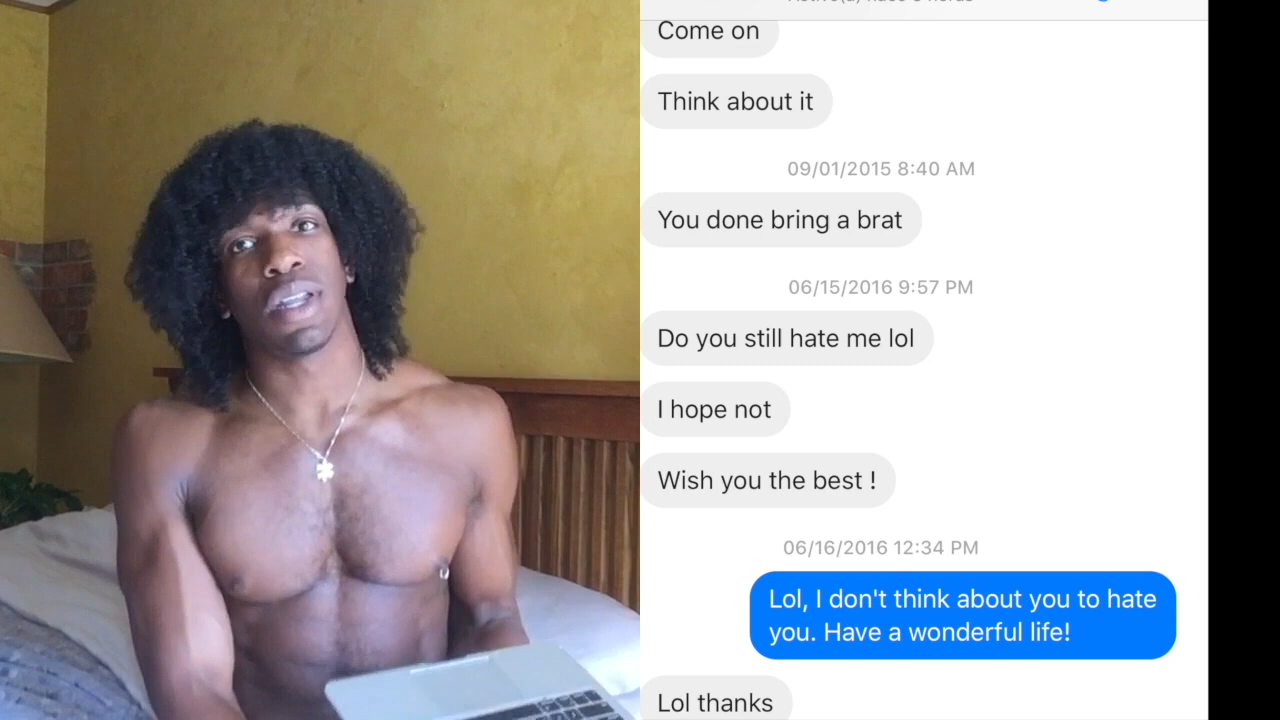 Come on
Think about it
09/01/2015 8:40 AM
You done bring a brat
06/15/2016 9:57 PM
Do you still hate me lol
I hope not
Wish you the best !
06/16/2016 12:34 PM
Lol, I don't think about you to hate
you. Have a wonderful life!
Lol thanks